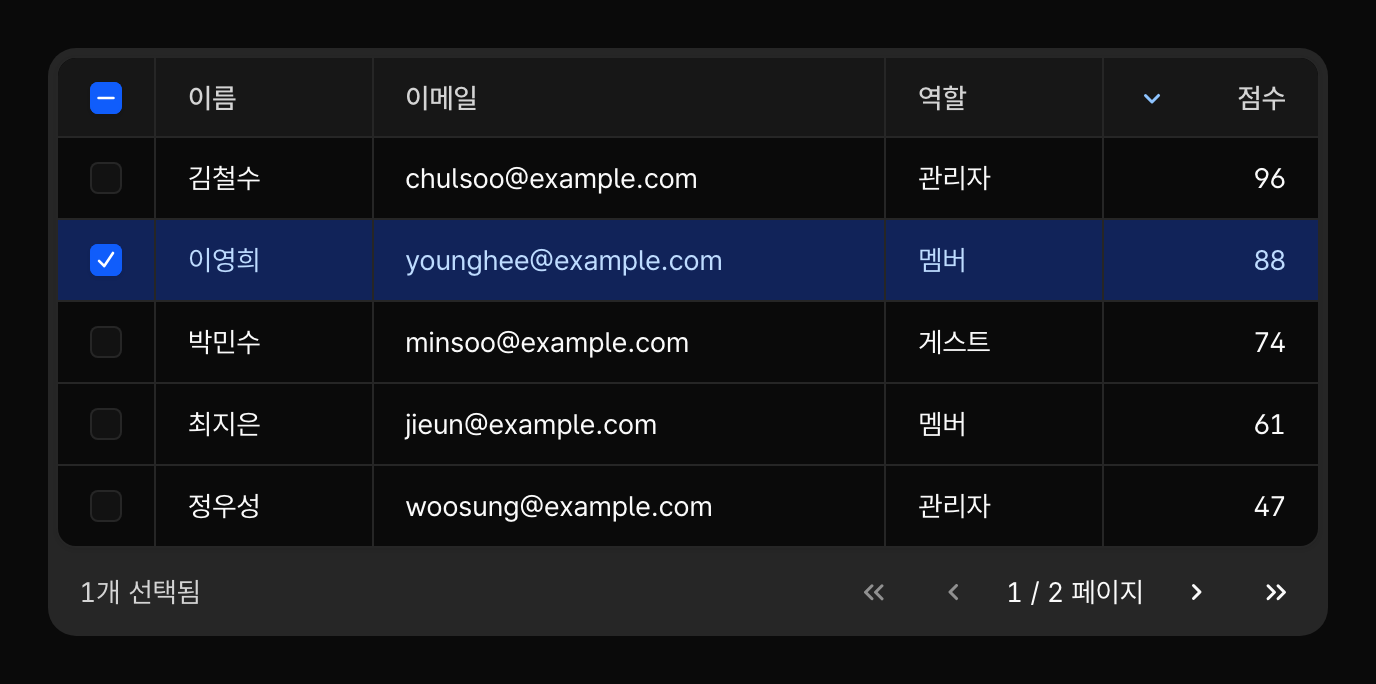 이름 이메일 역할 점수
김철수 chulsoo@example.com 관리자 96
이영희 younghee@example.com 멤버 88
박민수 minsoo@example.com 게스트 74
최지은 jieun@example.com 멤버 61
정우성 woosung@example.com 관리자 47
1개 선택됨 1 / 2 페이지